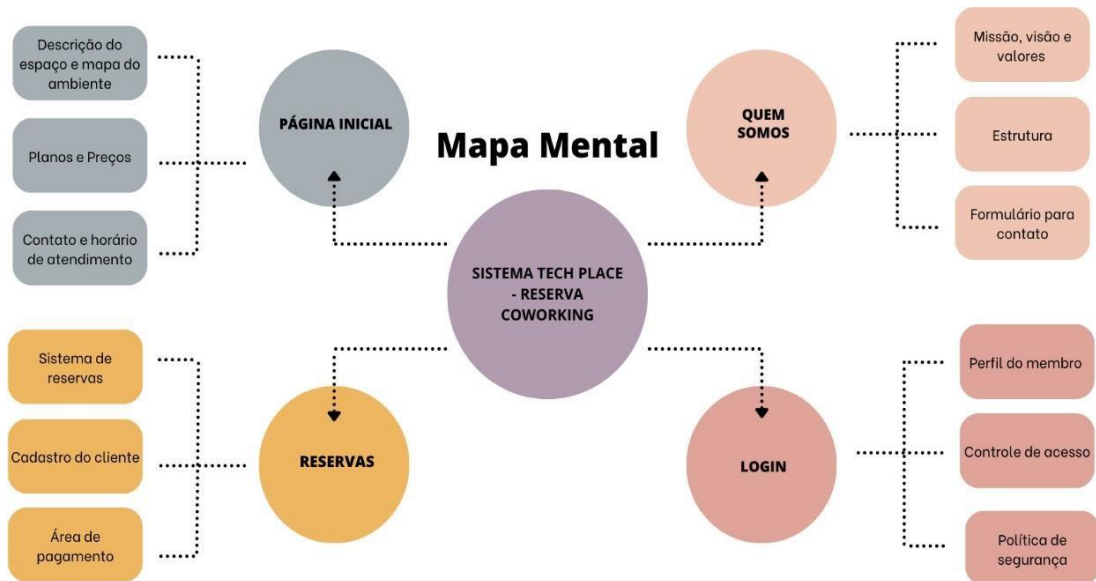 Mapa Mental
SISTEMA TECH PLACE
- RESERVA
COWORKING
PÁGINA INICIAL
Descrição do
espaço e mapa do
ambiente
Planos e Preços
Contato e horário
de atendimento
QUEM
SOMOS
Missão, visão e
valores
Estrutura
Formulário para
contato
RESERVAS
Sistema de
reservas
Cadastro do cliente
Área de
pagamento
LOGIN
Perfil do membro
Controle de acesso
Política de
segurança